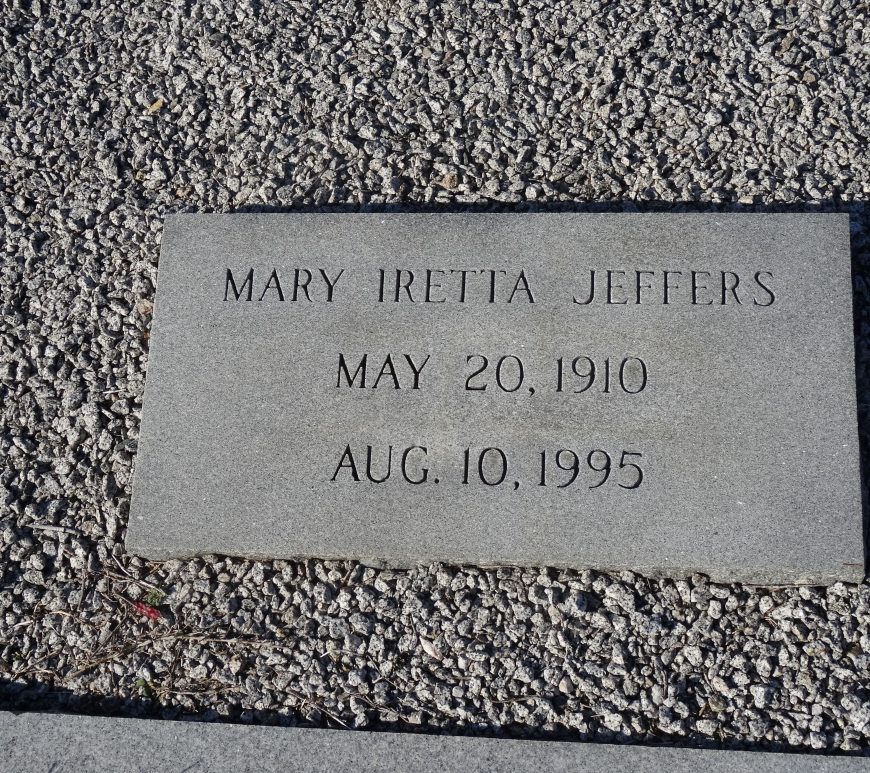 MARY IRETTA JEFFERS
MAY 20, 1910
AUG. 10, 1995